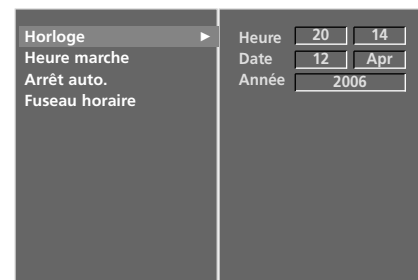 Horloge ►
Heure marche
Arrêt auto.
Fuseau horaire
Heure 20 14
Date 12 Apr
Année 2006